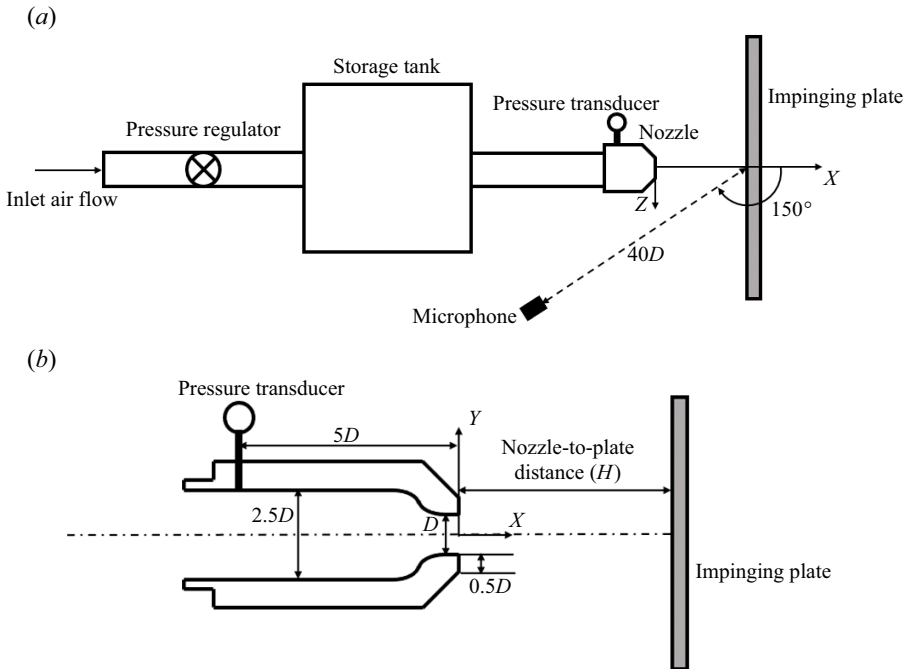 (a)
Storage tank
Pressure transducer
Impinging plate
Pressure regulator
Nozzle
Inlet air flow
X
Z
150°
40D
Microphone
(b)
Pressure transducer
5D
Y
Nozzle-to-plate
distance (H)
2.5D
D
X
0.5D
Impinging plate